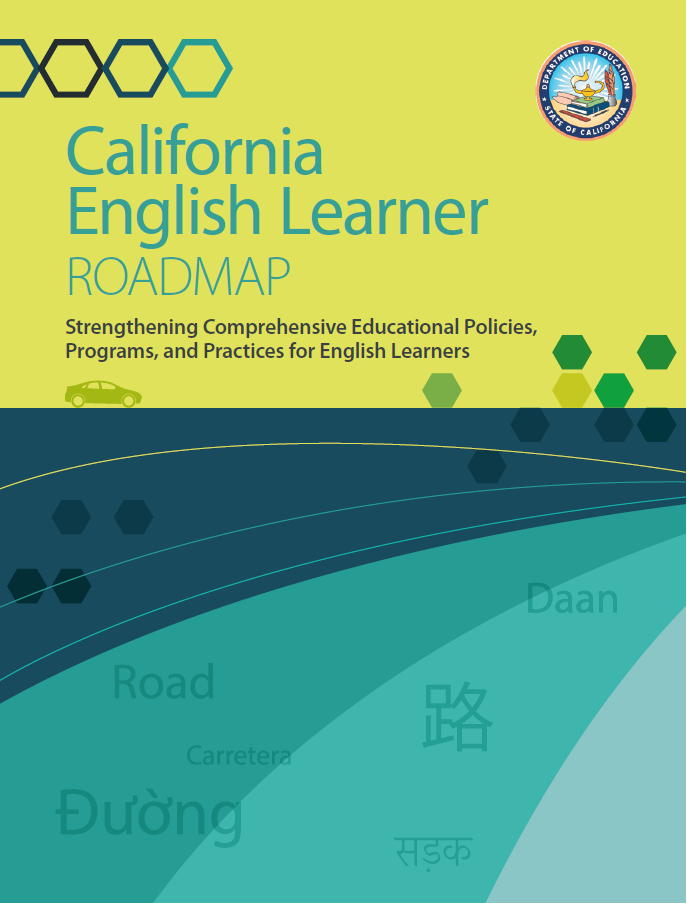 DEPARTMENT OF EDUCATION
STATE OF CALIFORNIA
California
English Learner
ROADMAP
Strengthening Comprehensive Educational Policies,
Programs, and Practices for English Learners
Daan
Road
路
Carretera
Đường
सड़क